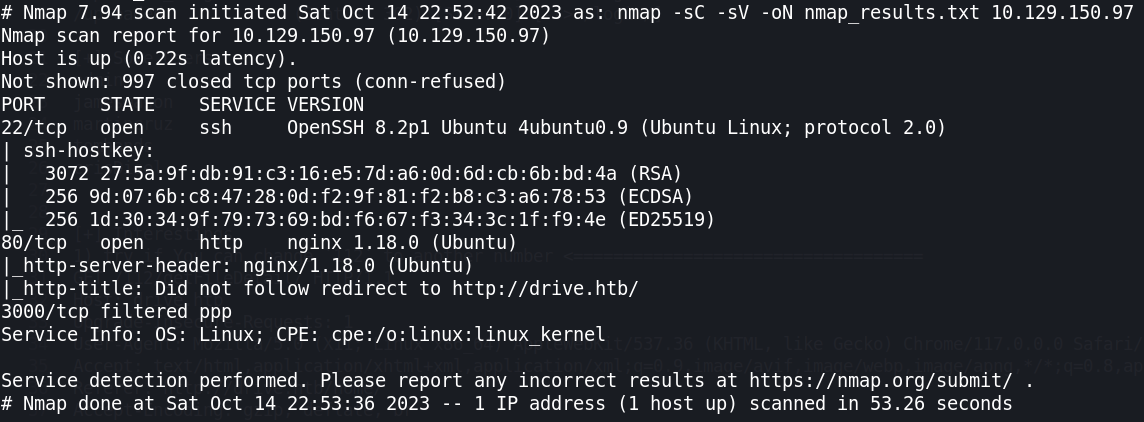 # Nmap 7.94 scan initiated Sat Oct 14 22:52:42 2023 as: nmap -sC -sV -oN nmap_results.txt 10.129.150.97
Nmap scan report for 10.129.150.97 (10.129.150.97)
Host is up (0.22s latency).
Not shown: 997 closed tcp ports (conn-refused)
PORT     STATE    SERVICE VERSION
22/tcp   open     ssh     OpenSSH 8.2p1 Ubuntu 4ubuntu0.9 (Ubuntu Linux; protocol 2.0)
| ssh-hostkey:
|   3072 27:5a:9f:db:91:c3:16:e5:7d:a6:0d:6d:cb:6b:bd:4a (RSA)
|   256 9d:07:6b:c8:47:28:0d:f2:9f:81:f2:b8:c3:a6:78:53 (ECDSA)
|_  256 1d:30:34:9f:79:73:69:bd:f6:67:f3:34:3c:1f:f9:4e (ED25519)
80/tcp   open     http    nginx 1.18.0 (Ubuntu)
|_http-server-header: nginx/1.18.0 (Ubuntu)
|_http-title: Did not follow redirect to http://drive.htb/
3000/tcp filtered ppp
Service Info: OS: Linux; CPE: cpe:/o:linux:linux_kernel

Service detection performed. Please report any incorrect results at https://nmap.org/submit/ .
# Nmap done at Sat Oct 14 22:53:36 2023 -- 1 IP address (1 host up) scanned in 53.26 seconds